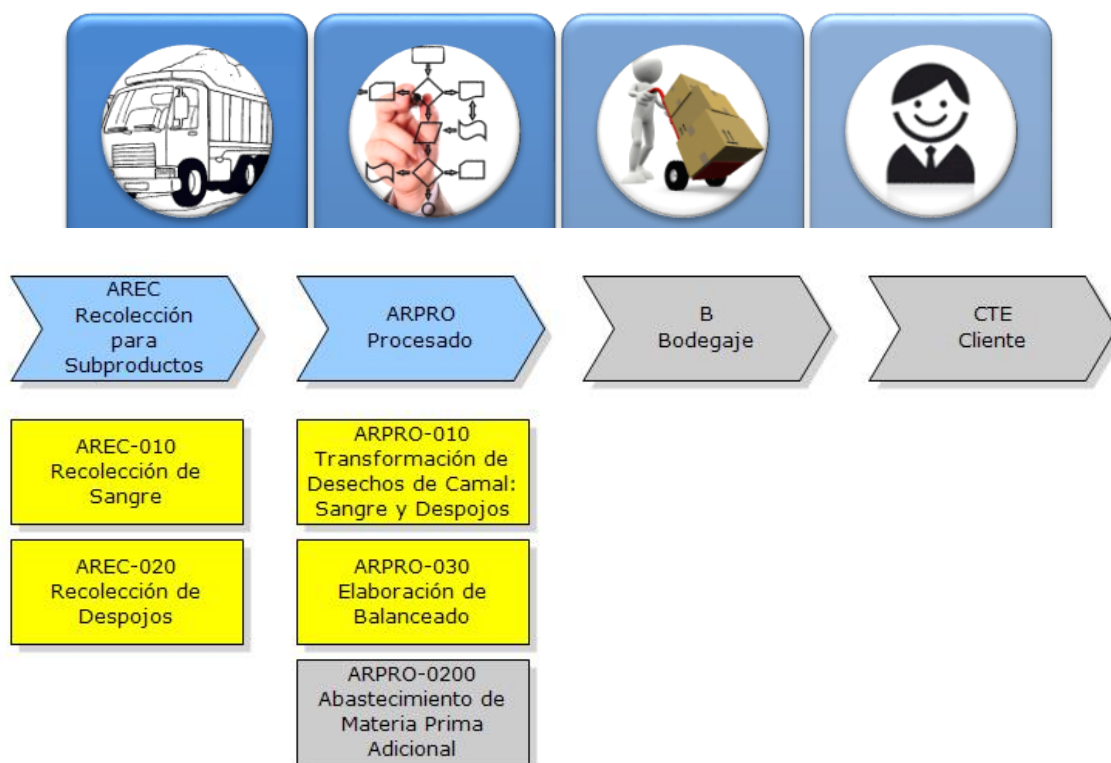 AREC
Recolección
para
Subproductos
ARPRO
Procesado
B
Bodegaje
CTE
Cliente
AREC-010
Recolección de
Sangre
ARPRO-010
Transformación de
Desechos de Camal:
Sangre y Despojos
AREC-020
Recolección de
Despojos
ARPRO-030
Elaboración de
Balanceado
ARPRO-0200
Abastecimiento de
Materia Prima
Adicional